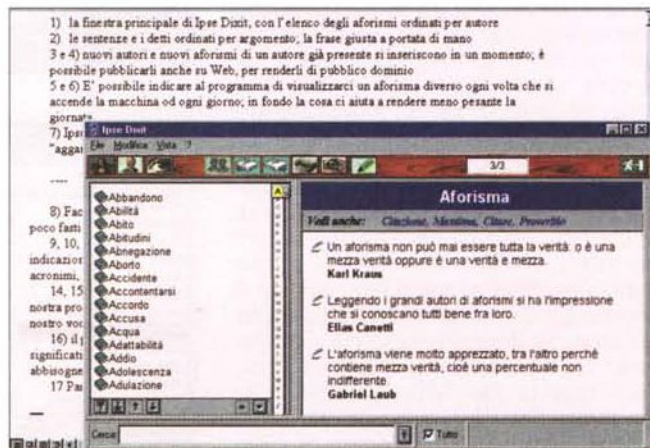 1) la finestra principale di Ipse Dixit, con l'elenco degli aforismi ordinati per autore
2) le sentenze e i detti ordinati per argomento; la frase giusta a portata di mano
3 e 4) nuovi autori e nuovi aforismi di un autore già presente si inseriscono in un momento; è
possibile pubblicarli anche su Web, per renderli di pubblico dominio
5 e 6) E' possibile indicare al programma di visualizzarci un aforisma diverso ogni volta che si
accende la macchina od ogni giorno; in fondo la cosa ci aiuta a rendere meno pesante la
giornata
7) Ipse
"aggan
Ipse Dixit
File Modifica Vista ?
3/3
Abbandono
Abilità
Abito
Abitudini
Abnegazione
Aborto
Accidente
Accontentarsi
Accordo
Accusa
Acqua
Adattabilità
Addio
Adolescenza
Adulazione
A
Aforisma
Vedi anche: Citazione, Massima, Citare, Proverbio
Un aforisma non può mai essere tutta la verità: o è una
mezza verità oppure è una verità e mezza.
Karl Kraus
Leggendo i grandi autori di aforismi si ha l'impressione
che si conoscano tutti bene fra loro.
Elias Canetti
L'aforisma viene molto apprezzato, tra l'altro perché
contiene mezza verità, cioè una percentuale non
indifferente.
Gabriel Laub
Cerca
Tutto
8) Fac
poco fatti
9, 10,
indicazior
acronimi,
14, 15
nostra pro
nostro voc
16) il p
significati
abbisogne
17 Pas